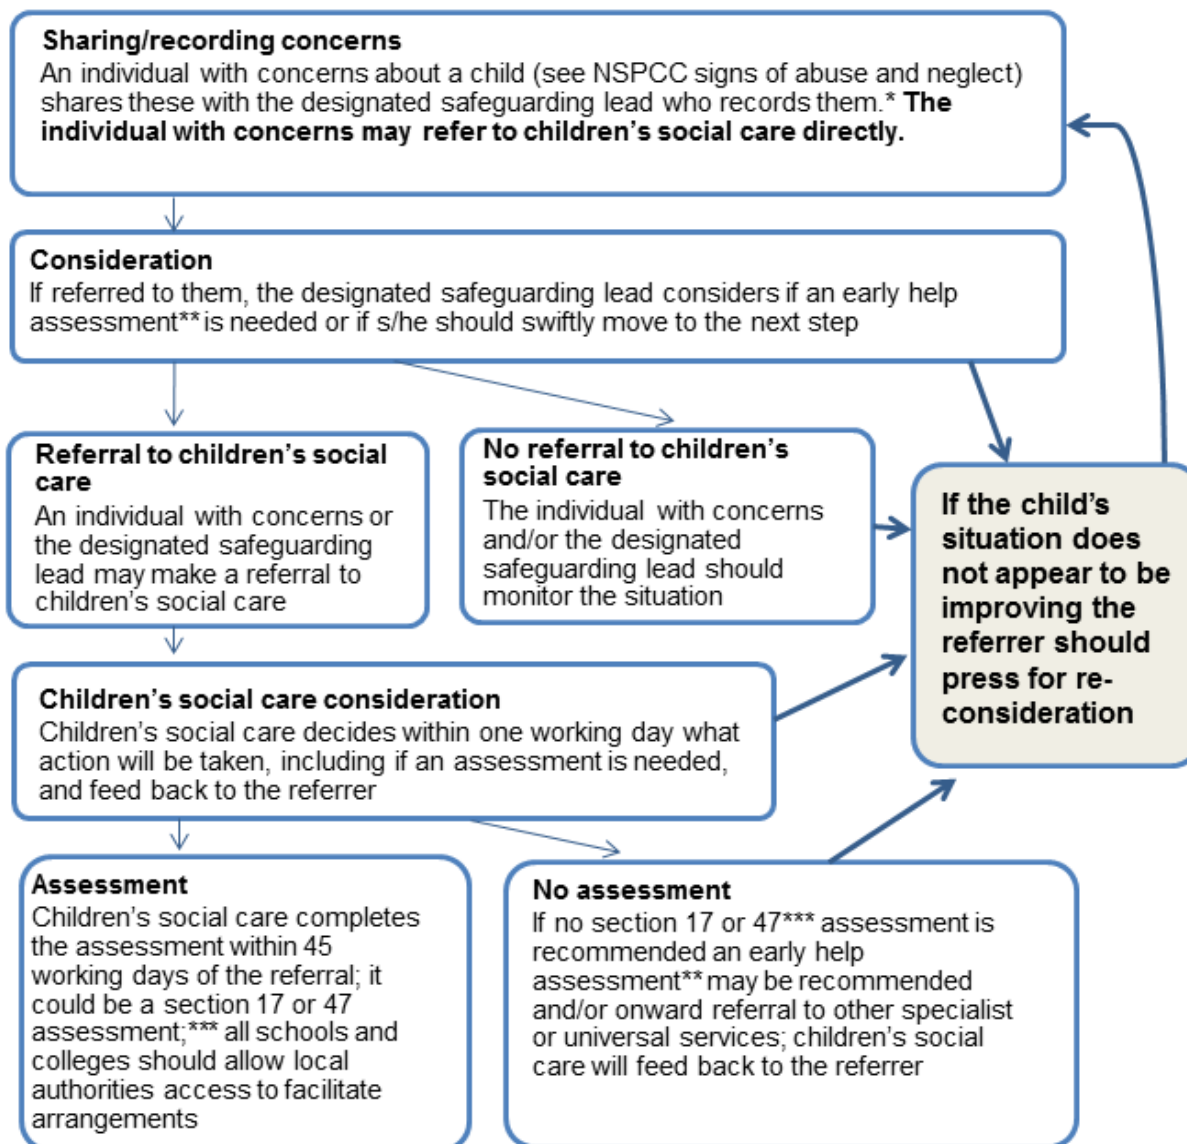 Sharing/recording concerns
An individual with concerns about a child (see NSPCC signs of abuse and neglect)
shares these with the designated safeguarding lead who records them.* The
individual with concerns may refer to children's social care directly.
Consideration
If referred to them, the designated safeguarding lead considers if an early help
assessment** is needed or if s/he should swiftly move to the next step
Referral to children's social
care
An individual with concerns or
the designated safeguarding
lead may make a referral to
children's social care
No referral to children's
social care
The individual with concerns
and/or the designated
safeguarding lead should
monitor the situation
If the child's
situation does
not appear to be
improving the
referrer should
press for re-
consideration
Children's social care consideration
Children's social care decides within one working day what
action will be taken, including if an assessment is needed,
and feed back to the referrer
Assessment
Children's social care completes
the assessment within 45
working days of the referral; it
could be a section 17 or 47
assessment;*** all schools and
colleges should allow local
authorities access to facilitate
arrangements
No assessment
If no section 17 or 47*** assessment is
recommended an early help
assessment** may be recommended
and/or onward referral to other specialist
or universal services; children's social
care will feed back to the referrer